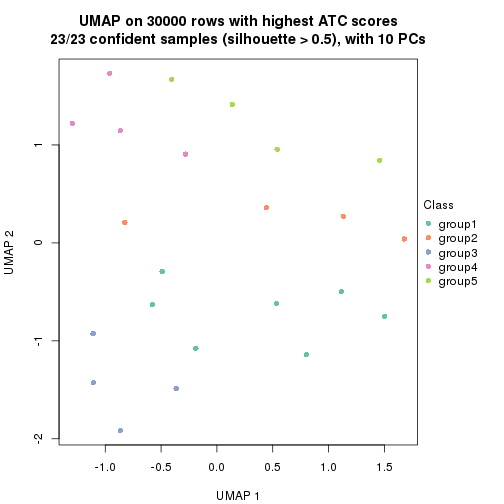 UMAP on 30000 rows with highest ATC scores
23/23 confident samples (silhouette > 0.5), with 10 PCs
UMAP 2
1
0
-1
-2
-1.0 -0.5 0.0 0.5 1.0 1.5
UMAP 1
Class
group1
group2
group3
group4
group5